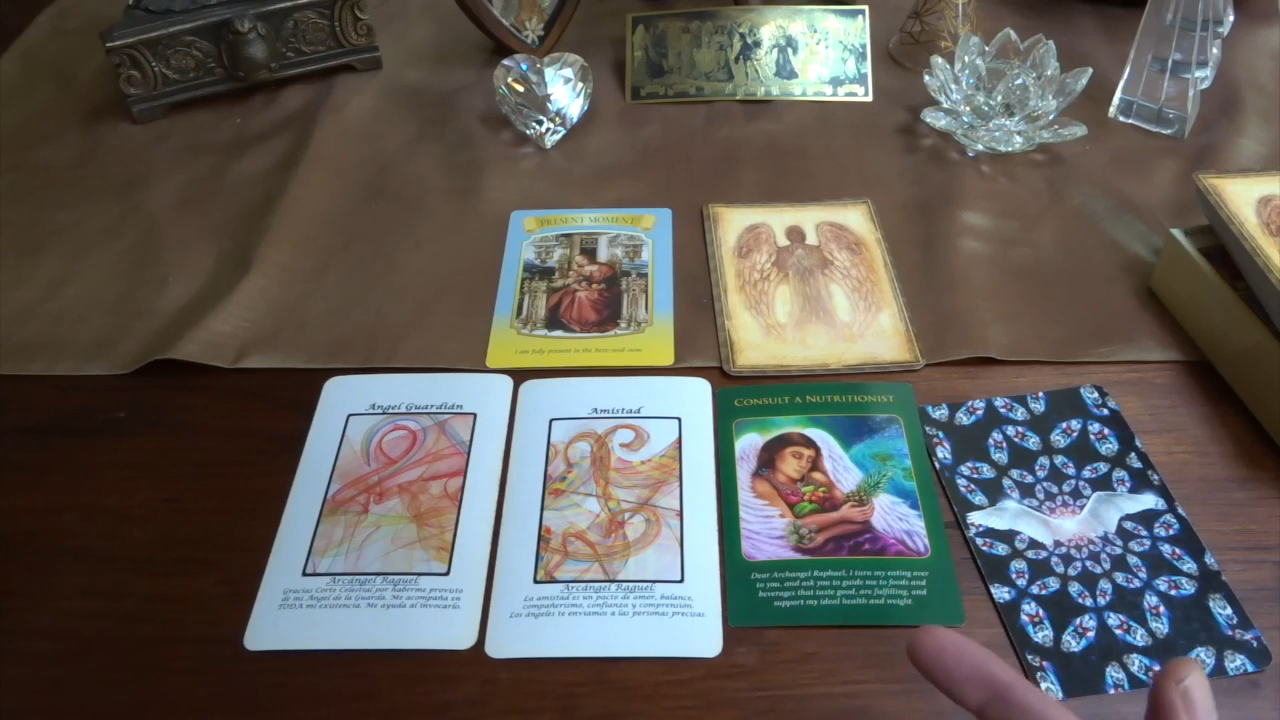 PRESENT MOMENT
I am fully present in the here-and-now.
Angel Guardián
Arcángel Raguel:
Gracias Corte Celestial por haberme provisto
de mi Ángel de la Guarda. Me acompaña en
TODA mi existencia. Me ayuda al invocarlo.
Amistad
Arcángel Raguel:
La amistad es un pacto de amor, balance,
compañerismo, confianza y comprensión.
Los ángeles te enviamos a las personas precisas.
CONSULT A NUTRITIONIST
Dear Archangel Raphael, I turn my eating over
to you, and ask you to guide me to foods and
beverages that taste good, are fulfilling, and
support my ideal health and weight.